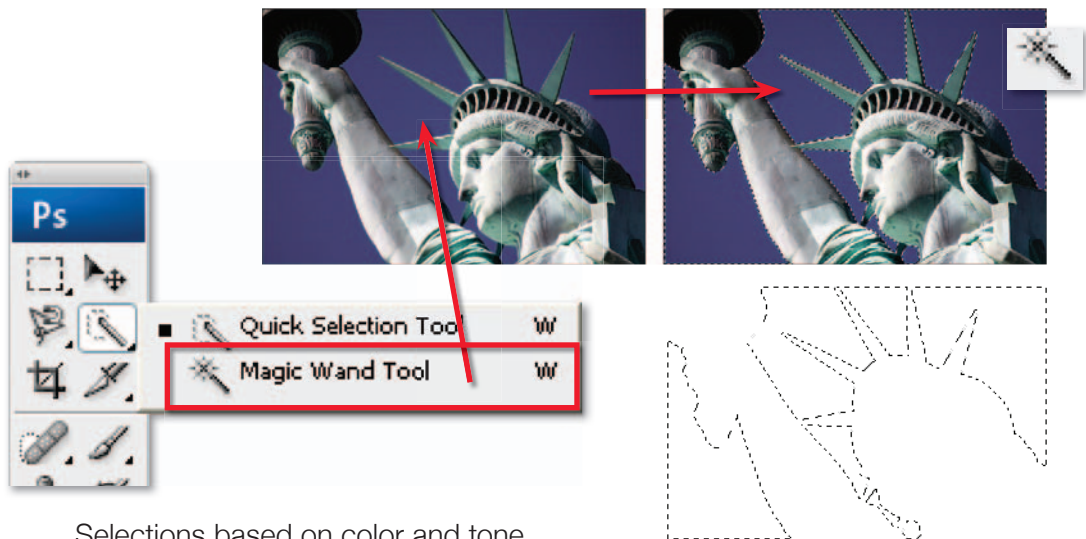 Ps
Quick Selection Tool W
Magic Wand Tool W
Selections based on color and tone